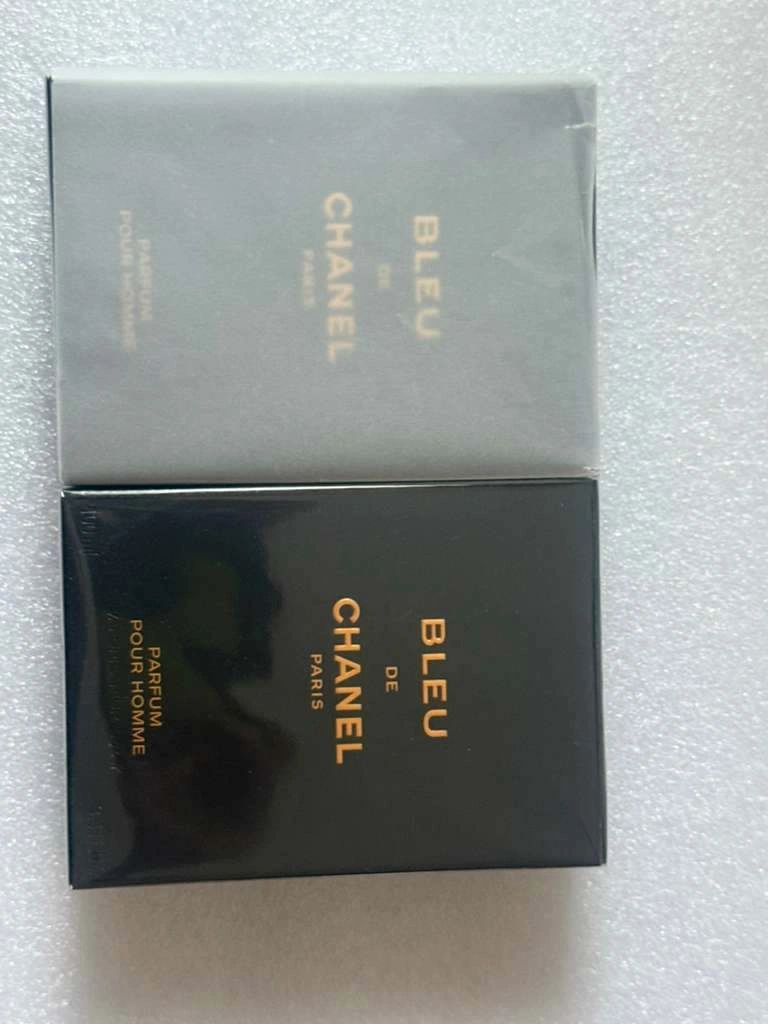 BLEU
DE
CHANEL
PARIS
PARFUM
POUR HOMME
BLEU
DE
CHANEL
PARIS
PARFUM
POUR HOMME